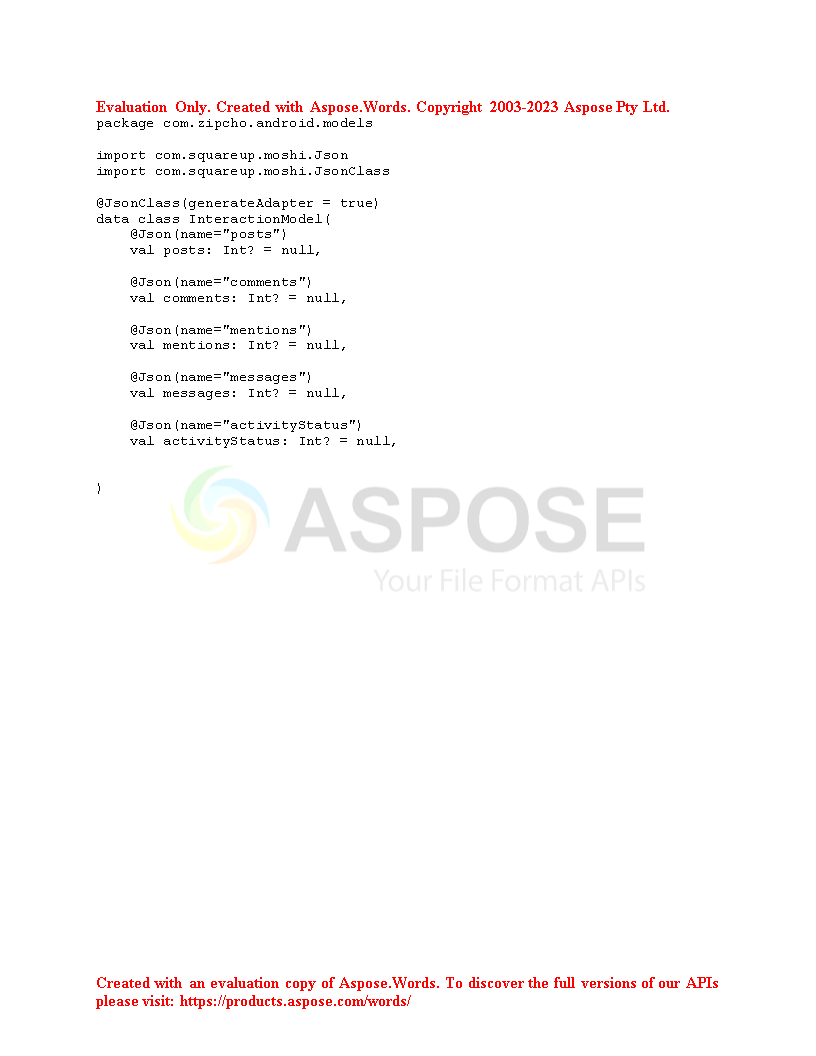 Evaluation Only. Created with Aspose.Words. Copyright 2003-2023 Aspose Pty Ltd.
package com.zipcho.android.models

import com.squareup.moshi.Json
import com.squareup.moshi.JsonClass

@JsonClass(generateAdapter = true)
data class InteractionModel(
    @Json(name="posts")
    val posts: Int? = null,

    @Json(name="comments")
    val comments: Int? = null,

    @Json(name="mentions")
    val mentions: Int? = null,

    @Json(name="messages")
    val messages: Int? = null,

    @Json(name="activityStatus")
    val activityStatus: Int? = null,


)
ASPOSE
Your File Format APIs
Created with an evaluation copy of Aspose.Words. To discover the full versions of our APIs
please visit: https://products.aspose.com/words/